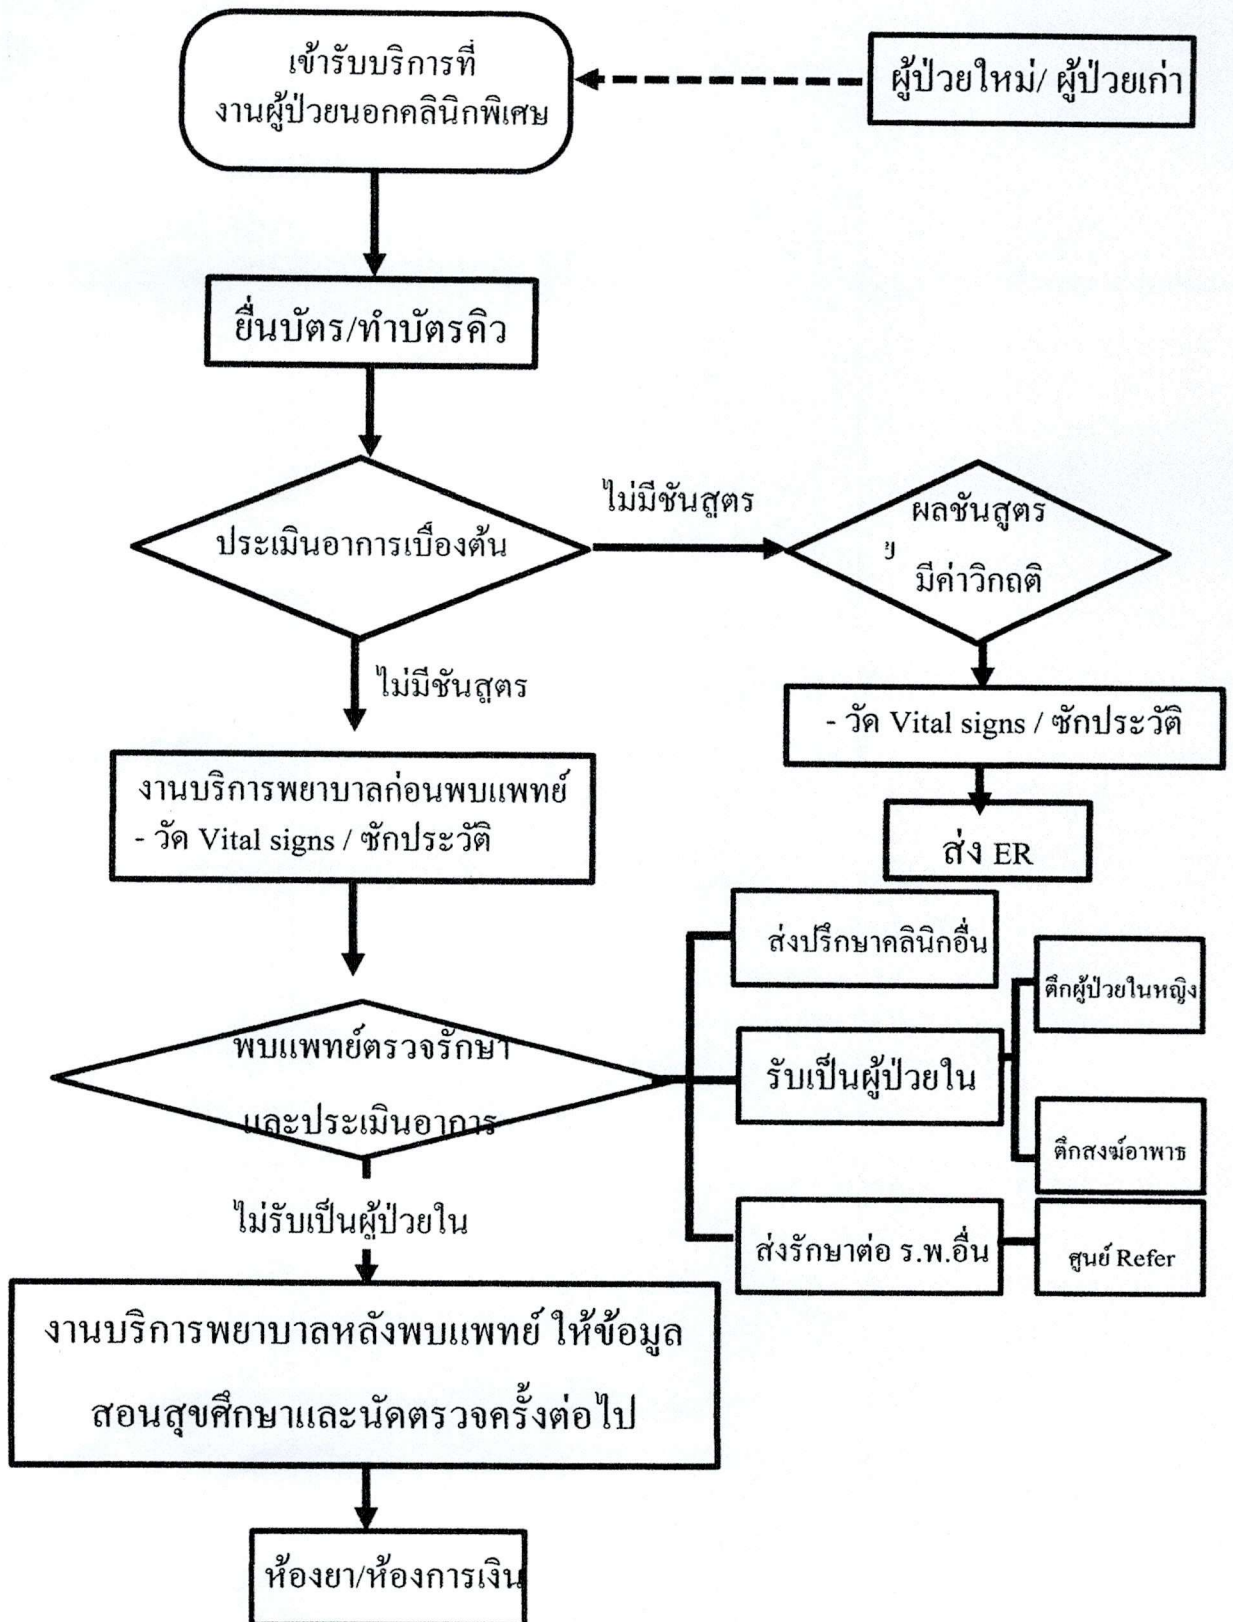 เข้ารับบริการที่
งานผู้ป่วยนอกคลินิกพิเศษ
ผู้ป่วยใหม่/ ผู้ป่วยเก่า
ยื่นบัตร/ทำบัตรคิว
ประเมินอาการเบื้องต้น
ไม่มีชันสูตร
ผลชันสูตร
มีค่าวิกฤติ
ไม่มีชันสูตร
- วัด Vital signs / ซักประวัติ
ส่ง ER
งานบริการพยาบาลก่อนพบแพทย์
- วัด Vital signs / ซักประวัติ
พบแพทย์ตรวจรักษา
และประเมินอาการ
ส่งปรึกษาคลินิกอื่น
รับเป็นผู้ป่วยใน
ตึกผู้ป่วยในหญิง
ตึกสงฆ์อาพาธ
ส่งรักษาต่อ ร.พ.อื่น
ศูนย์ Refer
ไม่รับเป็นผู้ป่วยใน
งานบริการพยาบาลหลังพบแพทย์ ให้ข้อมูล
สอนสุขศึกษาและนัดตรวจครั้งต่อไป
ห้องยา/ห้องการเงิน